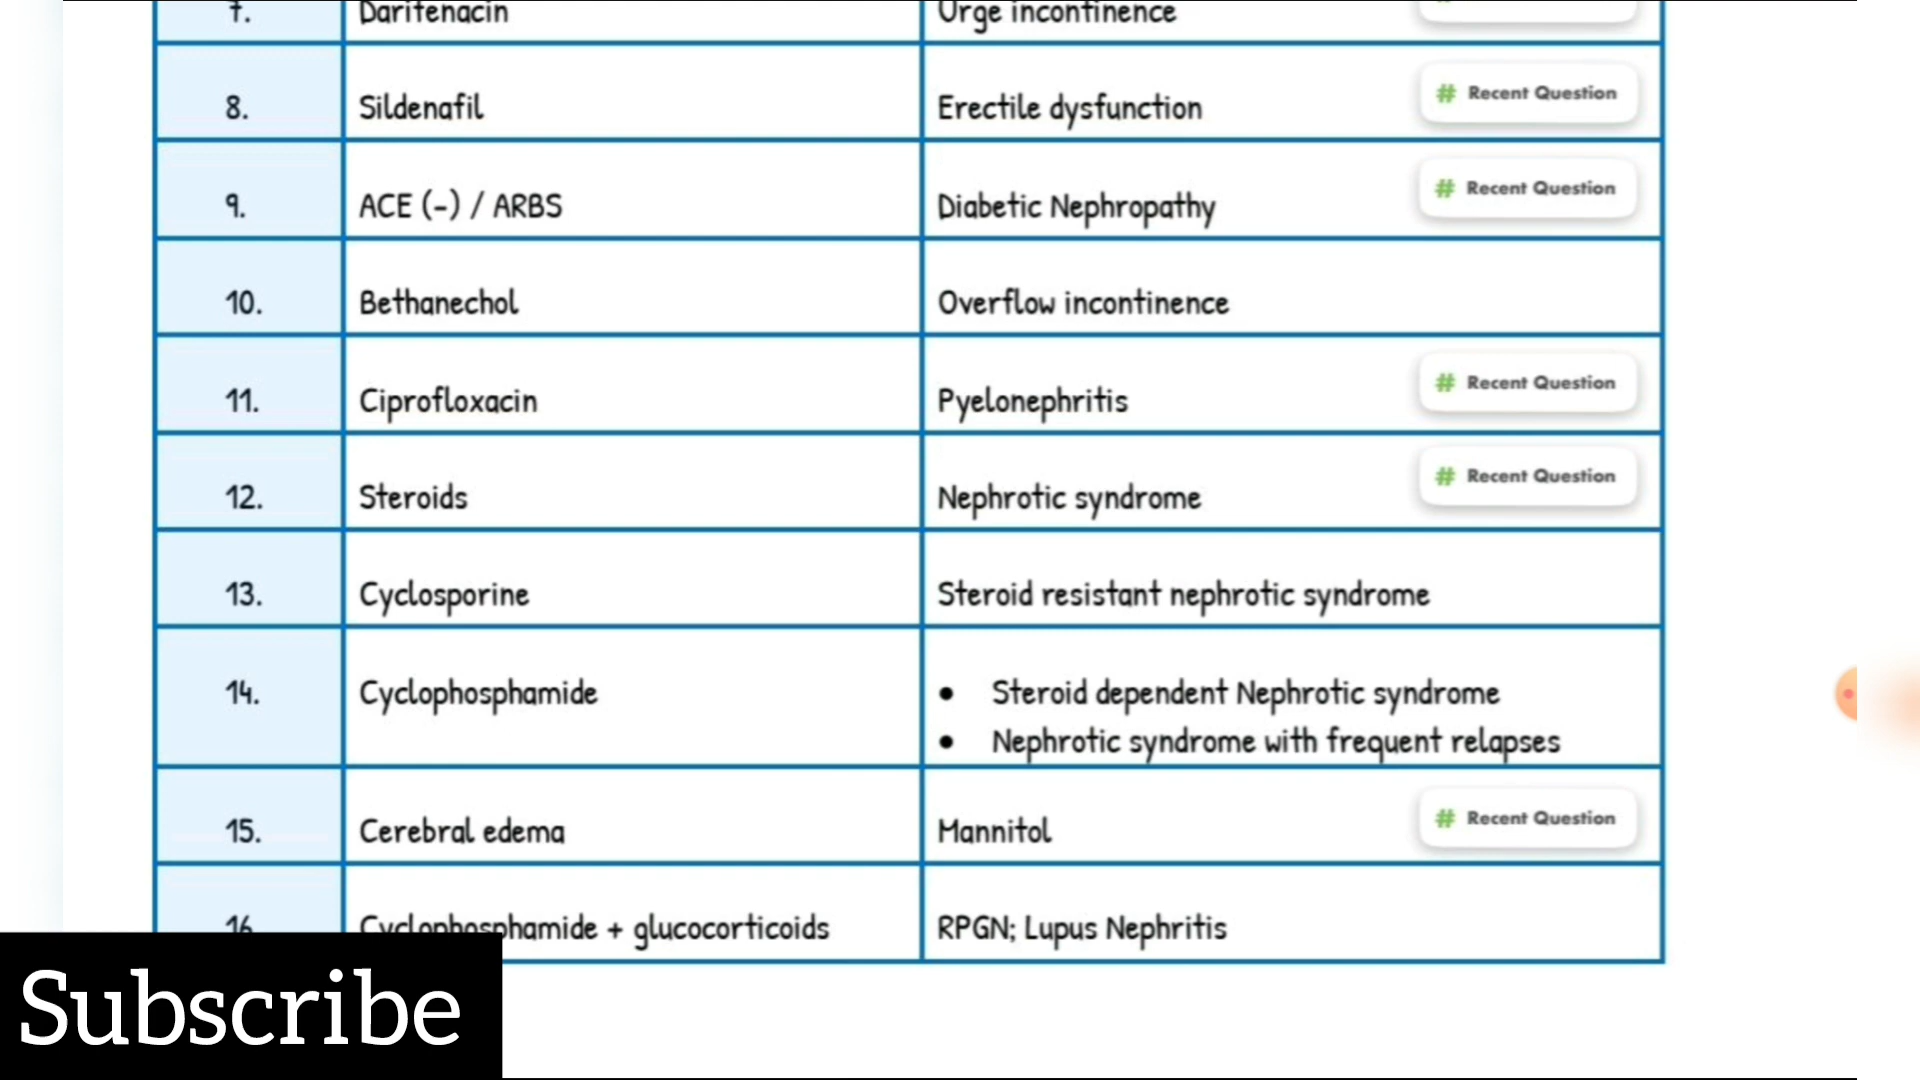 7. Darifenacin Urge incontinence
8. Sildenafil Erectile dysfunction # Recent Question
9. ACE (-) / ARBS Diabetic Nephropathy # Recent Question
10. Bethanechol Overflow incontinence
11. Ciprofloxacin Pyelonephritis # Recent Question
12. Steroids Nephrotic syndrome # Recent Question
13. Cyclosporine Steroid resistant nephrotic syndrome
14. Cyclophosphamide • Steroid dependent Nephrotic syndrome
• Nephrotic syndrome with frequent relapses
15. Cerebral edema Mannitol # Recent Question
16. Cyclophosphamide + glucocorticoids RPGN; Lupus Nephritis
Subscribe